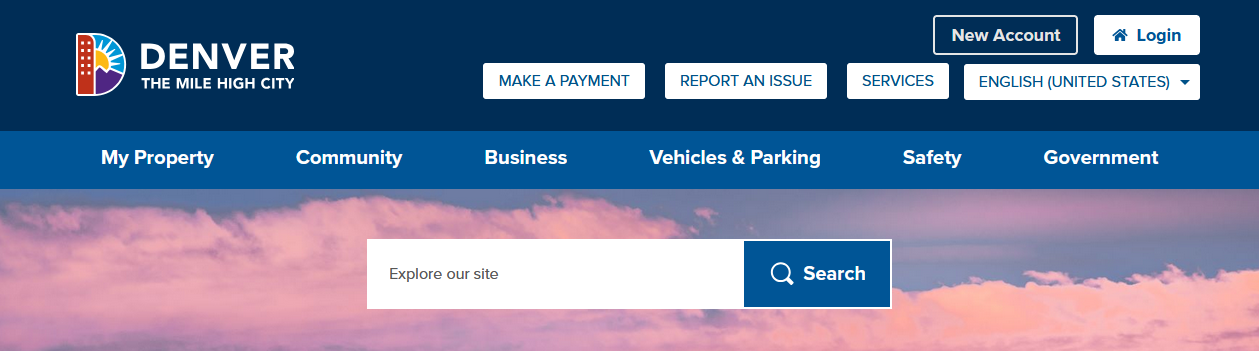 DENVER
THE MILE HIGH CITY
New Account
Login
MAKE A PAYMENT
REPORT AN ISSUE
SERVICES
ENGLISH (UNITED STATES)
My Property
Community
Business
Vehicles & Parking
Safety
Government
Explore our site
Search